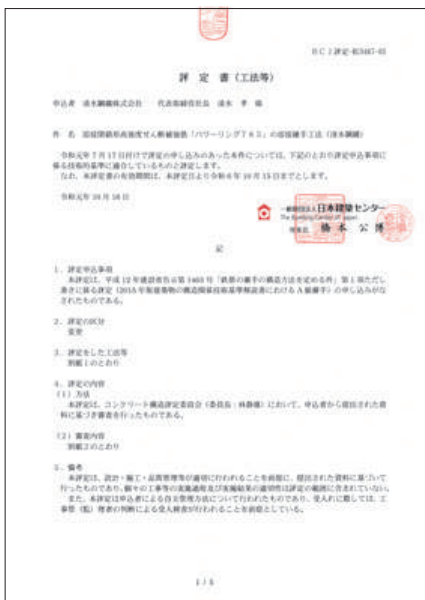 BCJ評定-RC0467-03
評 定 書（工法等）
申込者 清水鋼鐵株式会社 代表取締役社長 清水 孝 様
件 名 溶接閉鎖形高強度せん断補強筋「パワーリング785」の溶接継手工法（清水鋼鐵）
令和元年7月17日付けで評定の申し込みのあった本件については、下記のとおり評定申込事項に
係る技術的基準に適合しているものと評定します。
なお、本評定書の有効期間は、本評定日より令和6年10月15日までとします。
令和元年10月16日
一般財団法人 日本建築センター
The Building Center of Japan
理事長 橋 本 公 博
記
1．評定申込事項
本評定は、平成12年建設省告示第1463号「鉄筋の継手の構造方法を定める件」第1項ただし
書きに係る評定（2015年版建築物の構造関係技術基準解説書におけるA級継手）の申し込みがな
されたものである。
2．評定の区分
変更
3．評定をした工法等
別紙1のとおり
4．評定の内容
（1）方法
本評定は、コンクリート構造評定委員会（委員長：林静雄）において、申込者から提出された資
料に基づき審査を行ったものである。
（2）審査内容
別紙2のとおり
5．備考
本評定は、設計・施工・品質管理等が適切に行われることを前提に、提出された資料に基づいて
行ったものであり、個々の工事等の実施過程及び実施結果の適切性は評定の範囲に含まれていない。
また、本評定は申込者による自主管理方法について行われたものであり、受入れに際しては、工
事管（監）理者の判断による受入検査が行われることを前提としている。
1 / 5